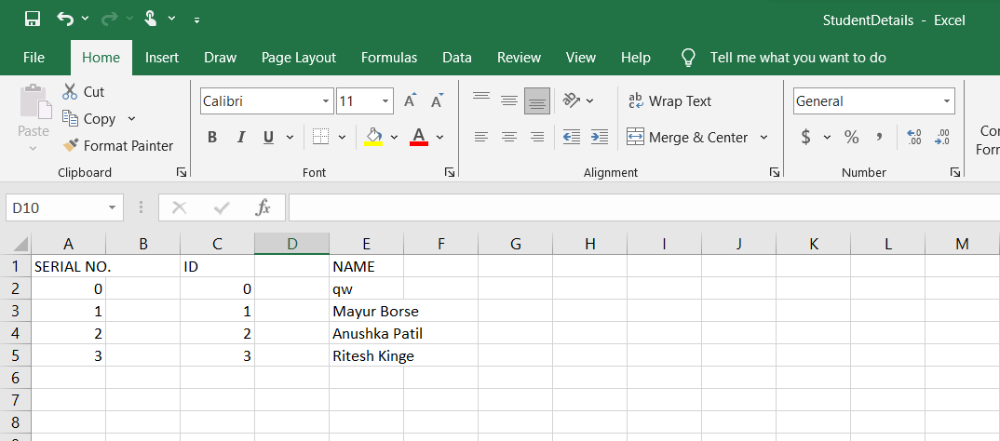 StudentDetails - Excel
File Home Insert Draw Page Layout Formulas Data Review View Help Tell me what you want to do
Paste
Cut
Copy
Format Painter
Clipboard
Calibri 11 A A
B I U A
Font
ab Wrap Text
Merge & Center
Alignment
General
$ % ,
Number
D10 fx
A B C D E F G H I J K L M
1 SERIAL NO. ID NAME
2 0 0 qw
3 1 1 Mayur Borse
4 2 2 Anushka Patil
5 3 3 Ritesh Kinge
6
7
8